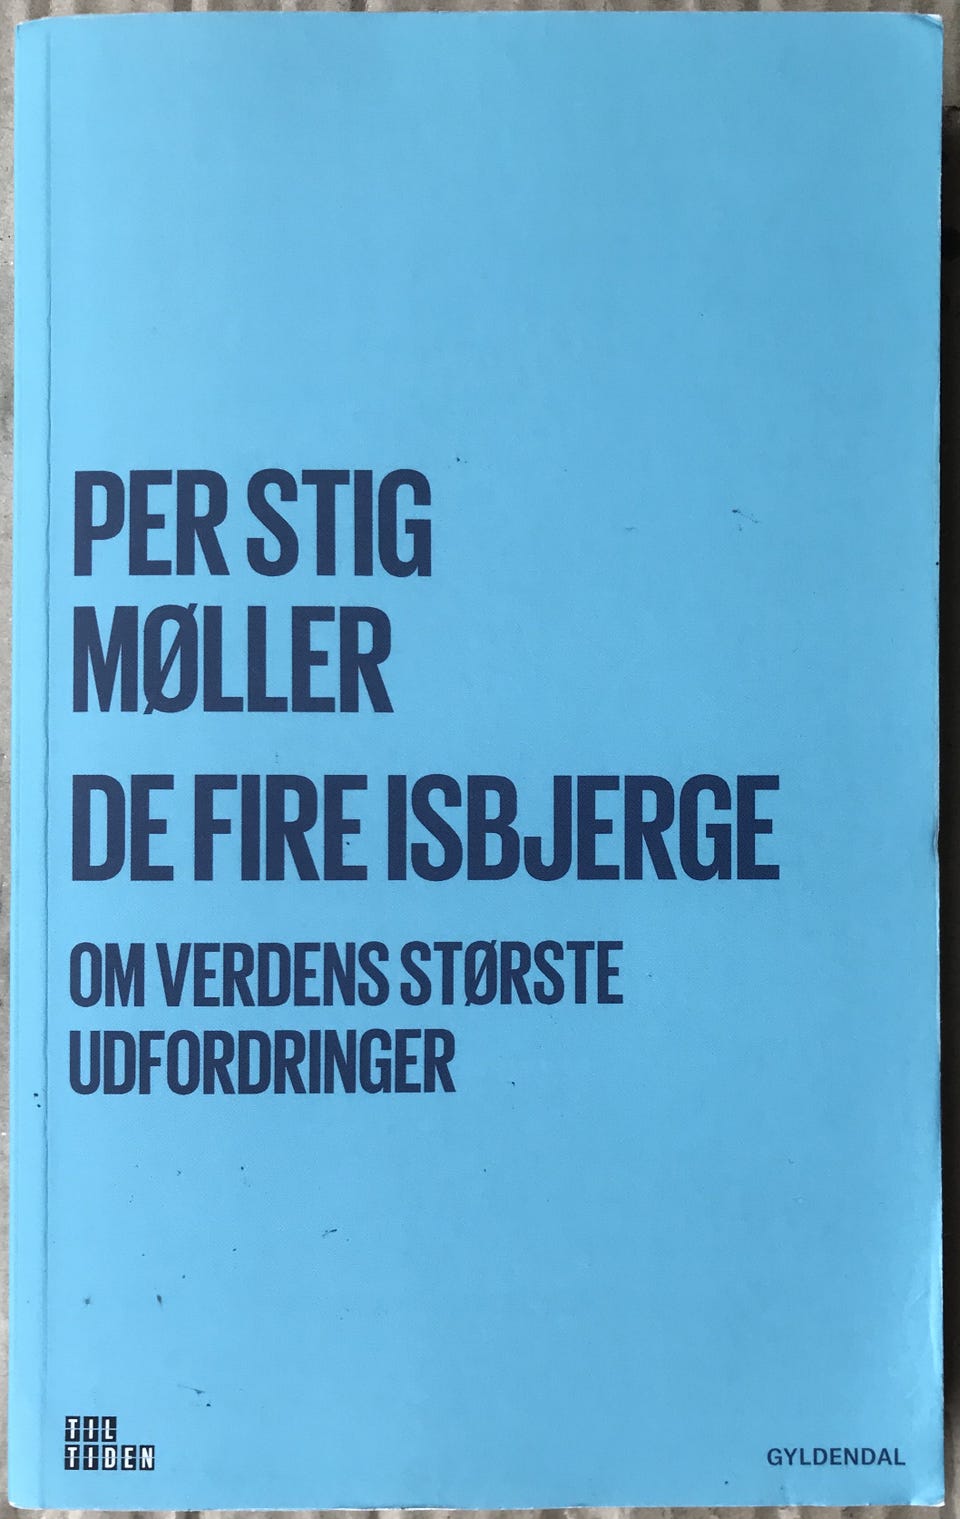 PER STIG
MØLLER
DE FIRE ISBJERGE
OM VERDENS STØRSTE
UDFORDRINGER
TIL
TIDEN
GYLDENDAL